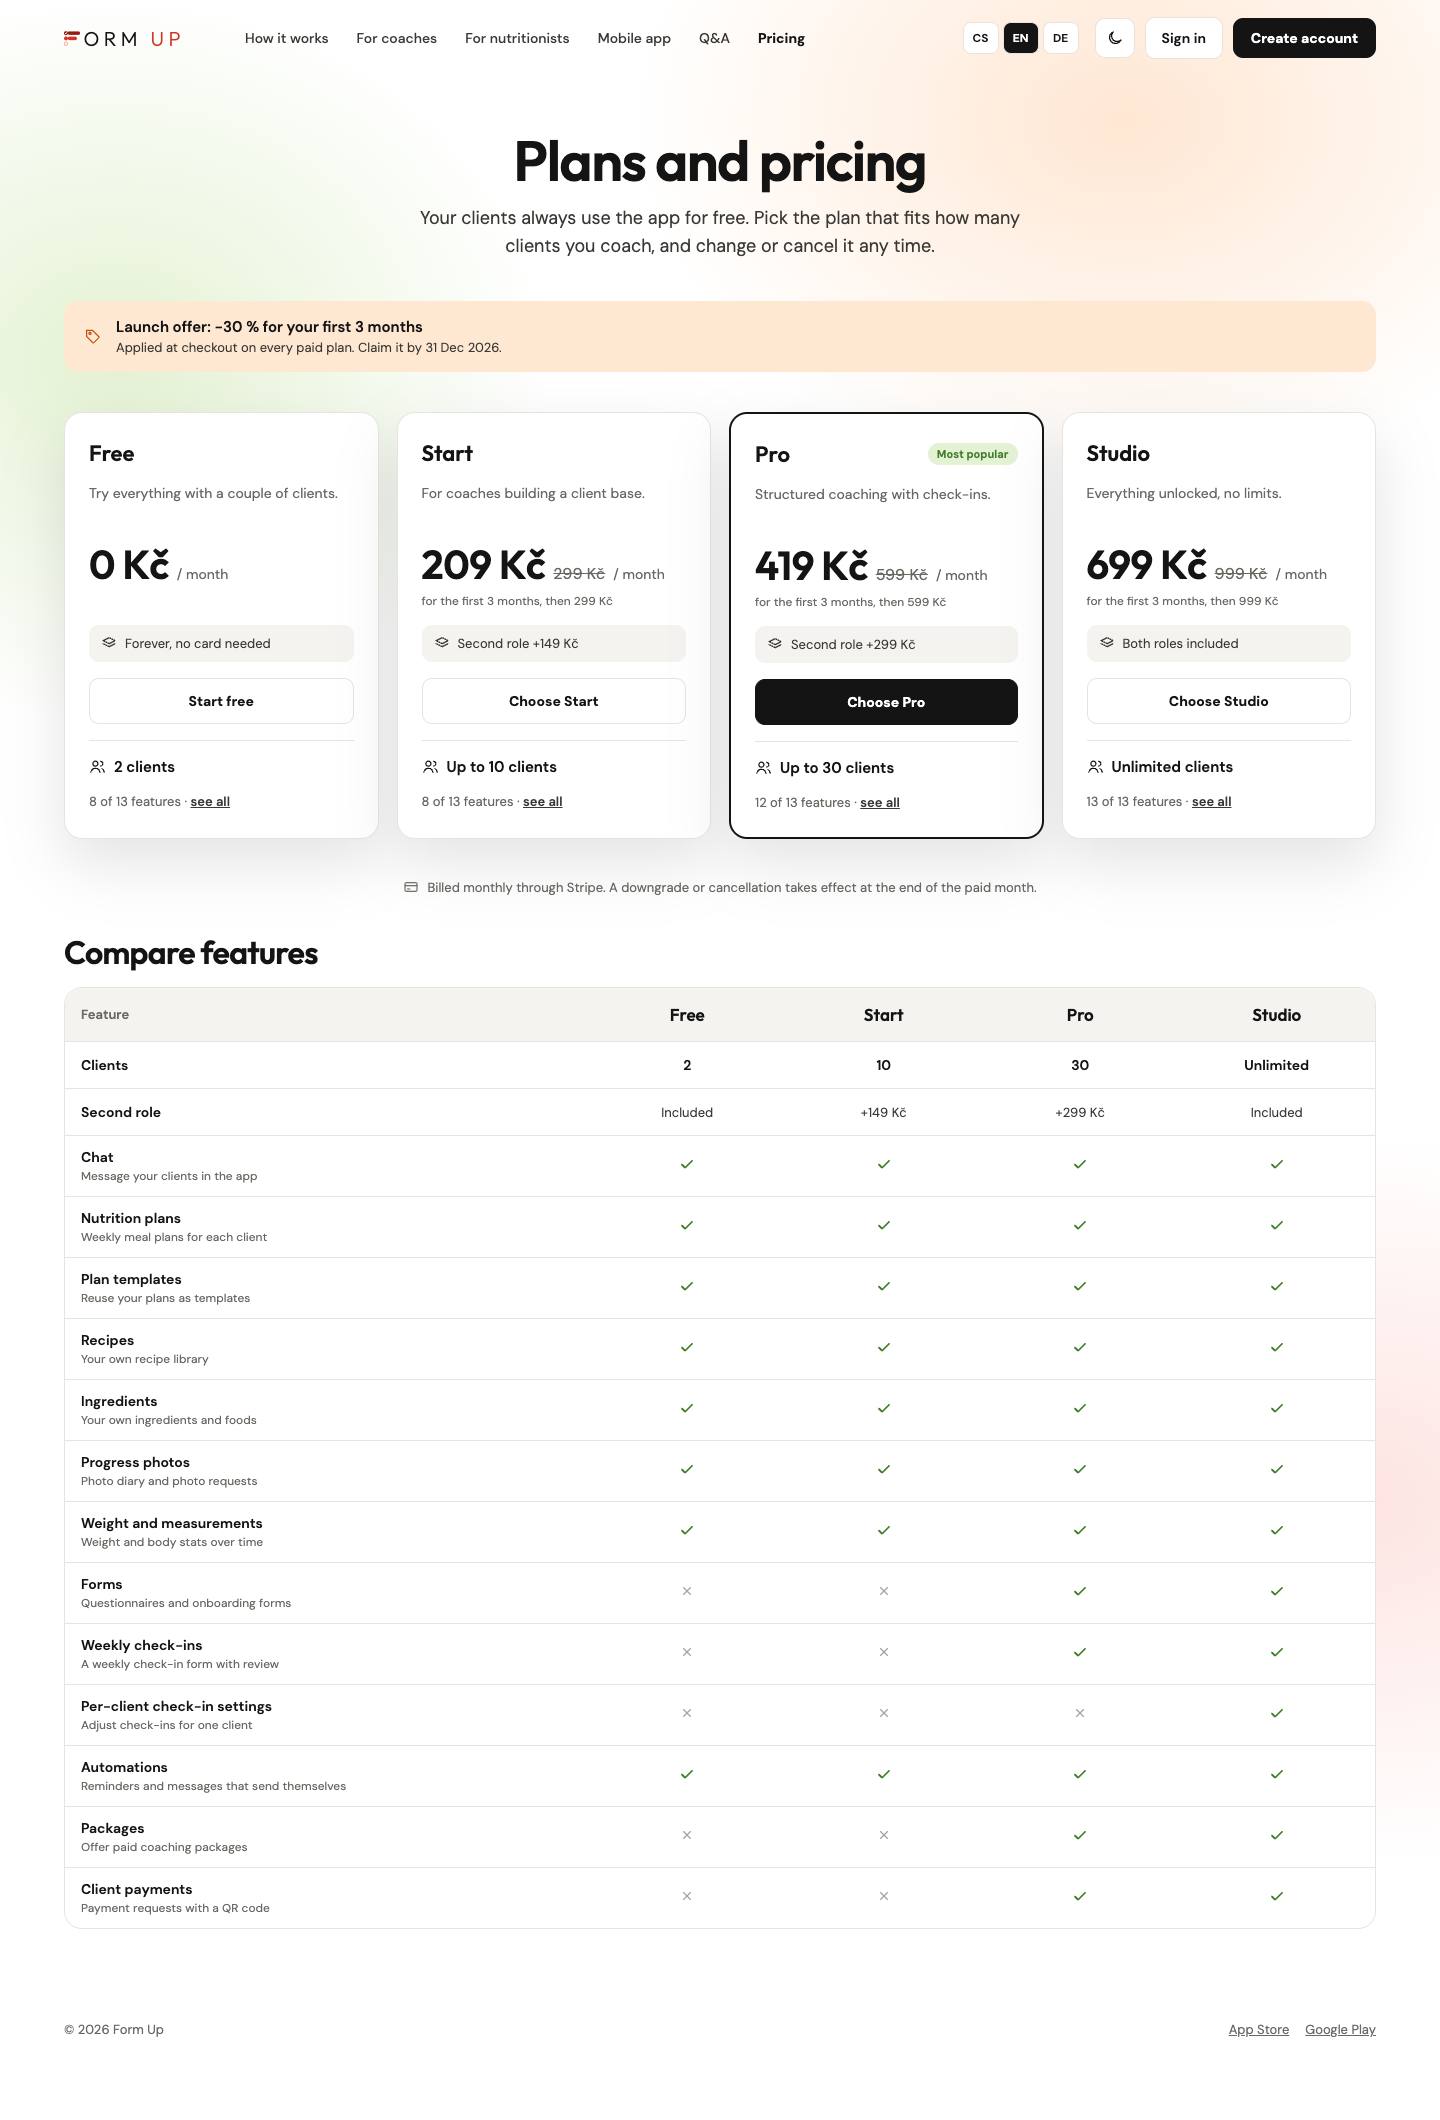 FORM UP
How it works
For coaches
For nutritionists
Mobile app
Q&A
Pricing
CS
EN
DE
Sign in
Create account
Plans and pricing
Your clients always use the app for free. Pick the plan that fits how many
clients you coach, and change or cancel it any time.
Launch offer: -30 % for your first 3 months
Applied at checkout on every paid plan. Claim it by 31 Dec 2026.
Free
Try everything with a couple of clients.
0 Kč / month
Forever, no card needed
Start free
2 clients
8 of 13 features · see all
Start
For coaches building a client base.
209 Kč 299 Kč / month
for the first 3 months, then 299 Kč
Second role +149 Kč
Choose Start
Up to 10 clients
8 of 13 features · see all
Pro
Most popular
Structured coaching with check-ins.
419 Kč 599 Kč / month
for the first 3 months, then 599 Kč
Second role +299 Kč
Choose Pro
Up to 30 clients
12 of 13 features · see all
Studio
Everything unlocked, no limits.
699 Kč 999 Kč / month
for the first 3 months, then 999 Kč
Both roles included
Choose Studio
Unlimited clients
13 of 13 features · see all
Billed monthly through Stripe. A downgrade or cancellation takes effect at the end of the paid month.
Compare features
Feature Free Start Pro Studio
Clients 2 10 30 Unlimited
Second role Included +149 Kč +299 Kč Included
Chat
Message your clients in the app
Nutrition plans
Weekly meal plans for each client
Plan templates
Reuse your plans as templates
Recipes
Your own recipe library
Ingredients
Your own ingredients and foods
Progress photos
Photo diary and photo requests
Weight and measurements
Weight and body stats over time
Forms
Questionnaires and onboarding forms
Weekly check-ins
A weekly check-in form with review
Per-client check-in settings
Adjust check-ins for one client
Automations
Reminders and messages that send themselves
Packages
Offer paid coaching packages
Client payments
Payment requests with a QR code
© 2026 Form Up
App Store
Google Play